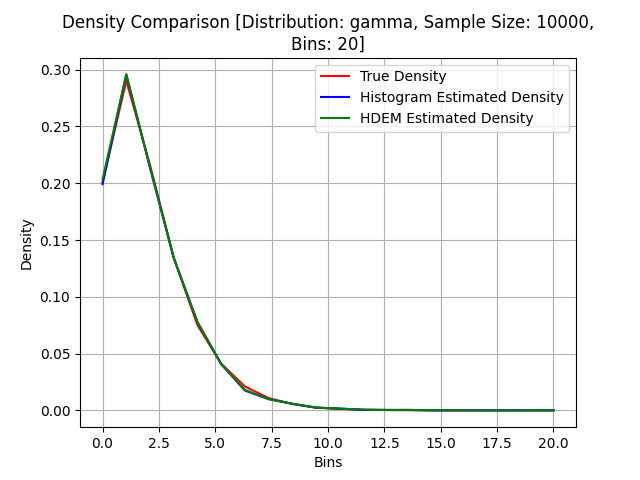 Density Comparison [Distribution: gamma, Sample Size: 10000,
Bins: 20]
True Density
Histogram Estimated Density
HDEM Estimated Density
Density
0.30
0.25
0.20
0.15
0.10
0.05
0.00
0.0 2.5 5.0 7.5 10.0 12.5 15.0 17.5 20.0
Bins